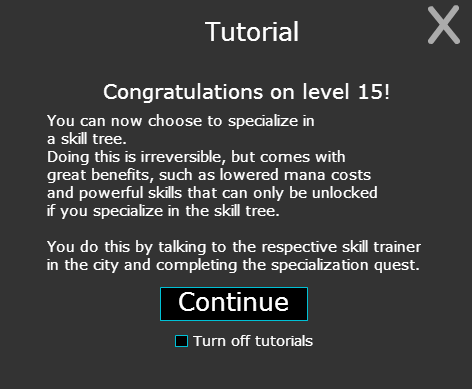 Tutorial
Congratulations on level 15!
You can now choose to specialize in
a skill tree.
Doing this is irreversible, but comes with
great benefits, such as lowered mana costs
and powerful skills that can only be unlocked
if you specialize in the skill tree.
You do this by talking to the respective skill trainer
in the city and completing the specialization quest.
Continue
Turn off tutorials